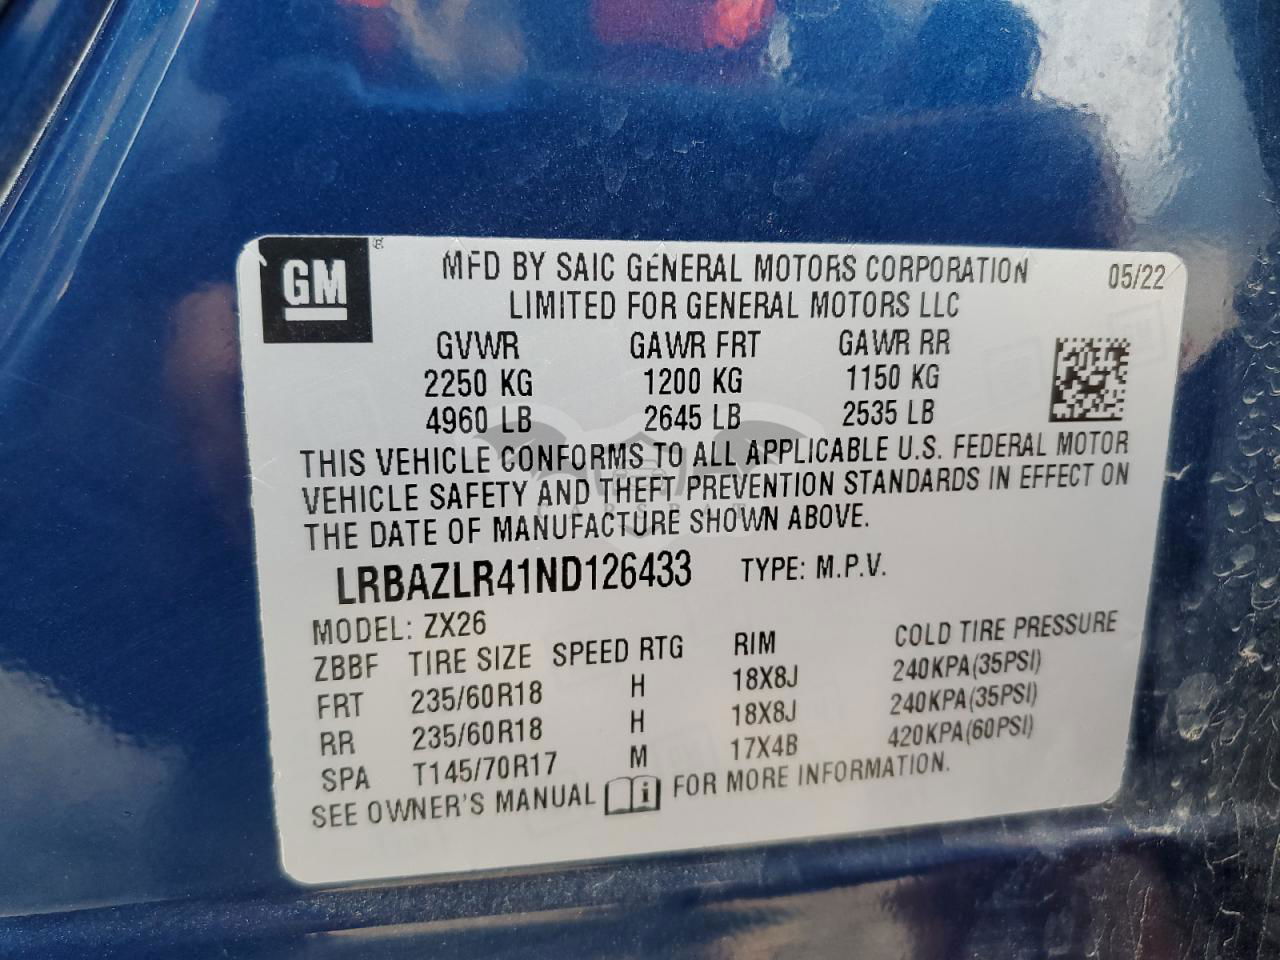 GM ®
MFD BY SAIC GENERAL MOTORS CORPORATION 05/22
LIMITED FOR GENERAL MOTORS LLC
GVWR GAWR FRT GAWR RR
2250 KG 1200 KG 1150 KG
4960 LB 2645 LB 2535 LB
THIS VEHICLE CONFORMS TO ALL APPLICABLE U.S. FEDERAL MOTOR
VEHICLE SAFETY AND THEFT PREVENTION STANDARDS IN EFFECT ON
THE DATE OF MANUFACTURE SHOWN ABOVE.
LRBAZLR41ND126433 TYPE: M.P.V.
MODEL: ZX26
ZBBF TIRE SIZE SPEED RTG RIM COLD TIRE PRESSURE
FRT 235/60R18 H 18X8J 240KPA(35PSI)
RR 235/60R18 H 18X8J 240KPA(35PSI)
SPA T145/70R17 M 17X4B 420KPA(60PSI)
SEE OWNER'S MANUAL i FOR MORE INFORMATION.